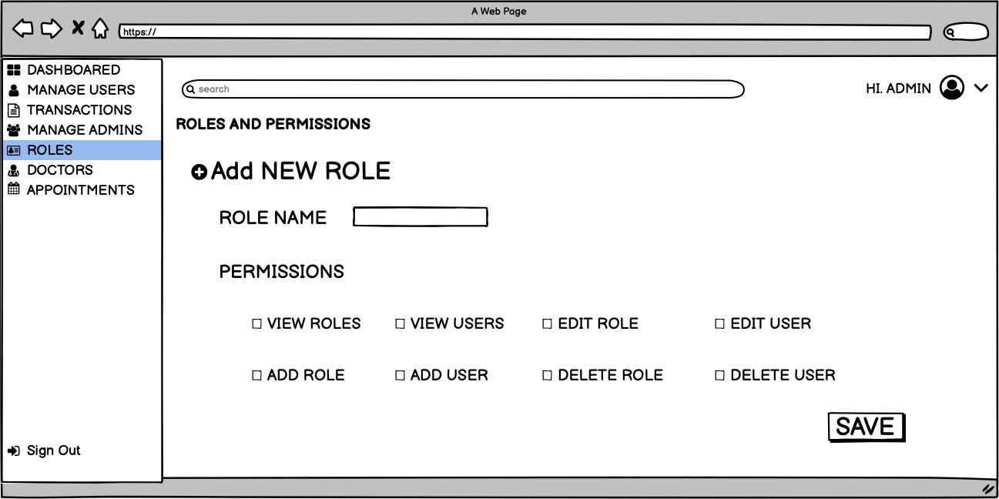 A Web Page
https://
DASHBOARED
MANAGE USERS
TRANSACTIONS
MANAGE ADMINS
ROLES
DOCTORS
APPOINTMENTS
Sign Out
search
HI. ADMIN
ROLES AND PERMISSIONS
Add NEW ROLE
ROLE NAME
PERMISSIONS
VIEW ROLES VIEW USERS EDIT ROLE EDIT USER
ADD ROLE ADD USER DELETE ROLE DELETE USER
SAVE